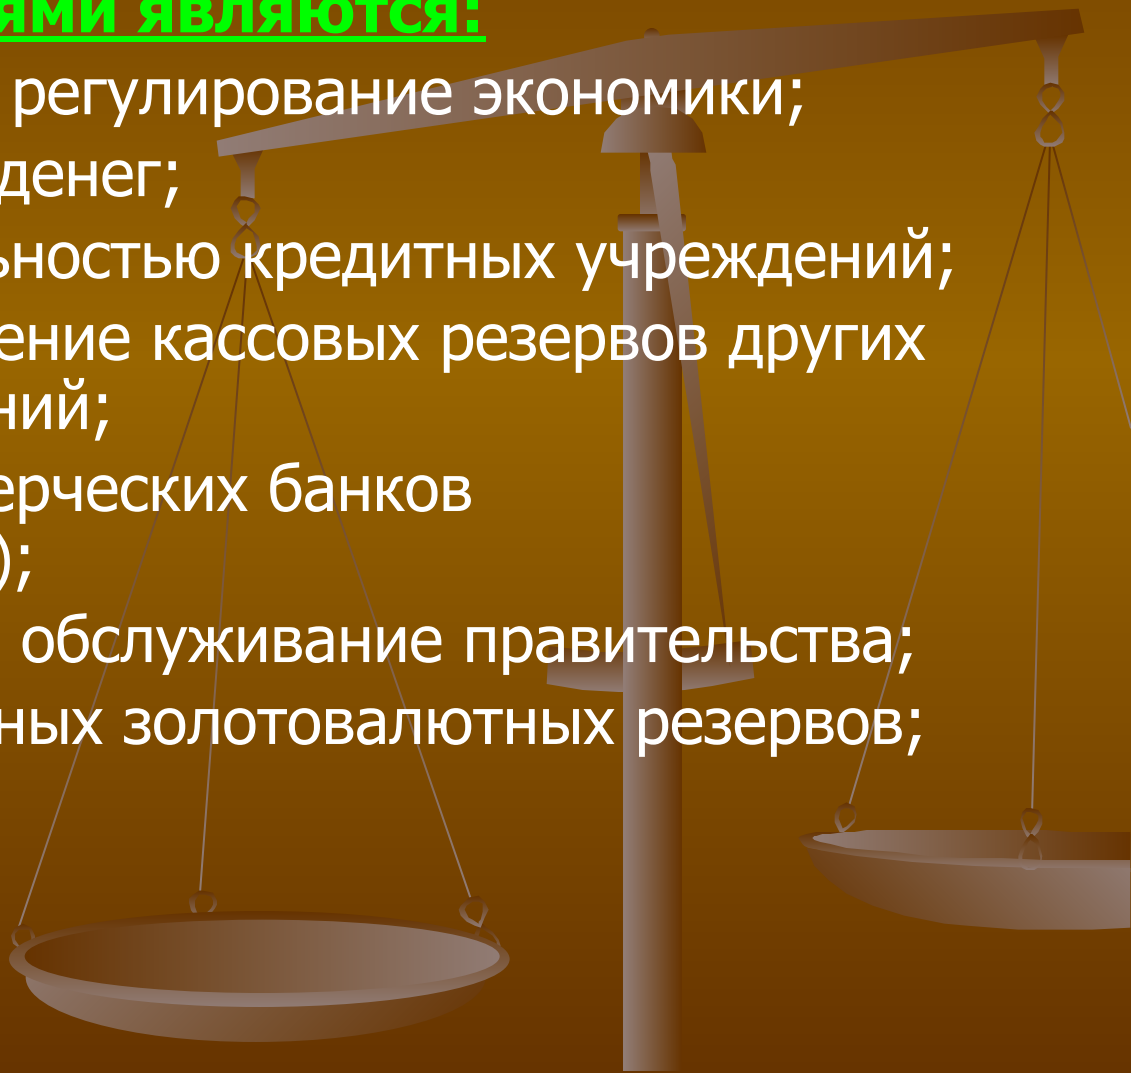 ями являются:
регулирование экономики;
денег;
ьностью кредитных учреждений;
ение кассовых резервов других
ний;
ерческих банков
);
обслуживание правительства;
ных золотовалютных резервов;